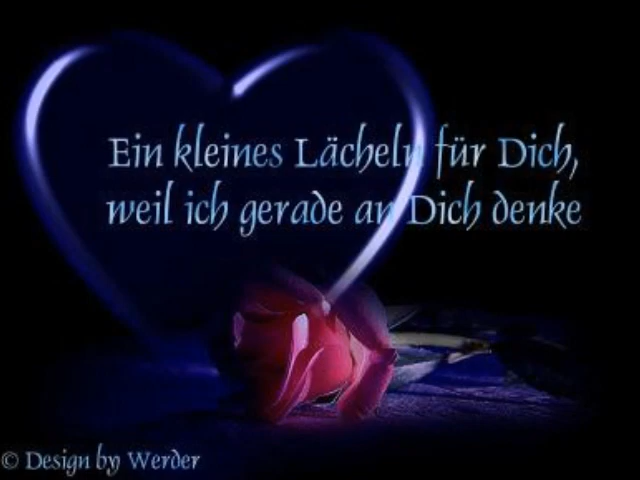 Ein kleines Lächeln für Dich,
weil ich gerade an Dich denke
© Design by Werder